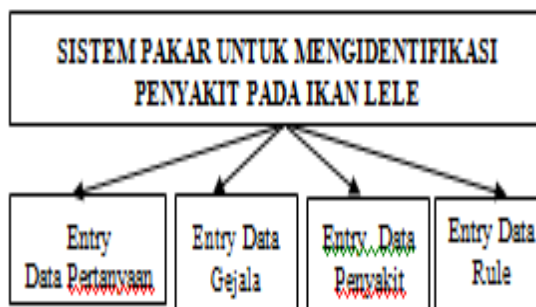 SISTEM PAKAR UNTUK MENGIDENTIFIKASI
PENYAKIT PADA IKAN LELE
Entry
Data Pertanyaan
Entry Data
Gejala
Entry Data
Penyakit
Entry Data
Rule